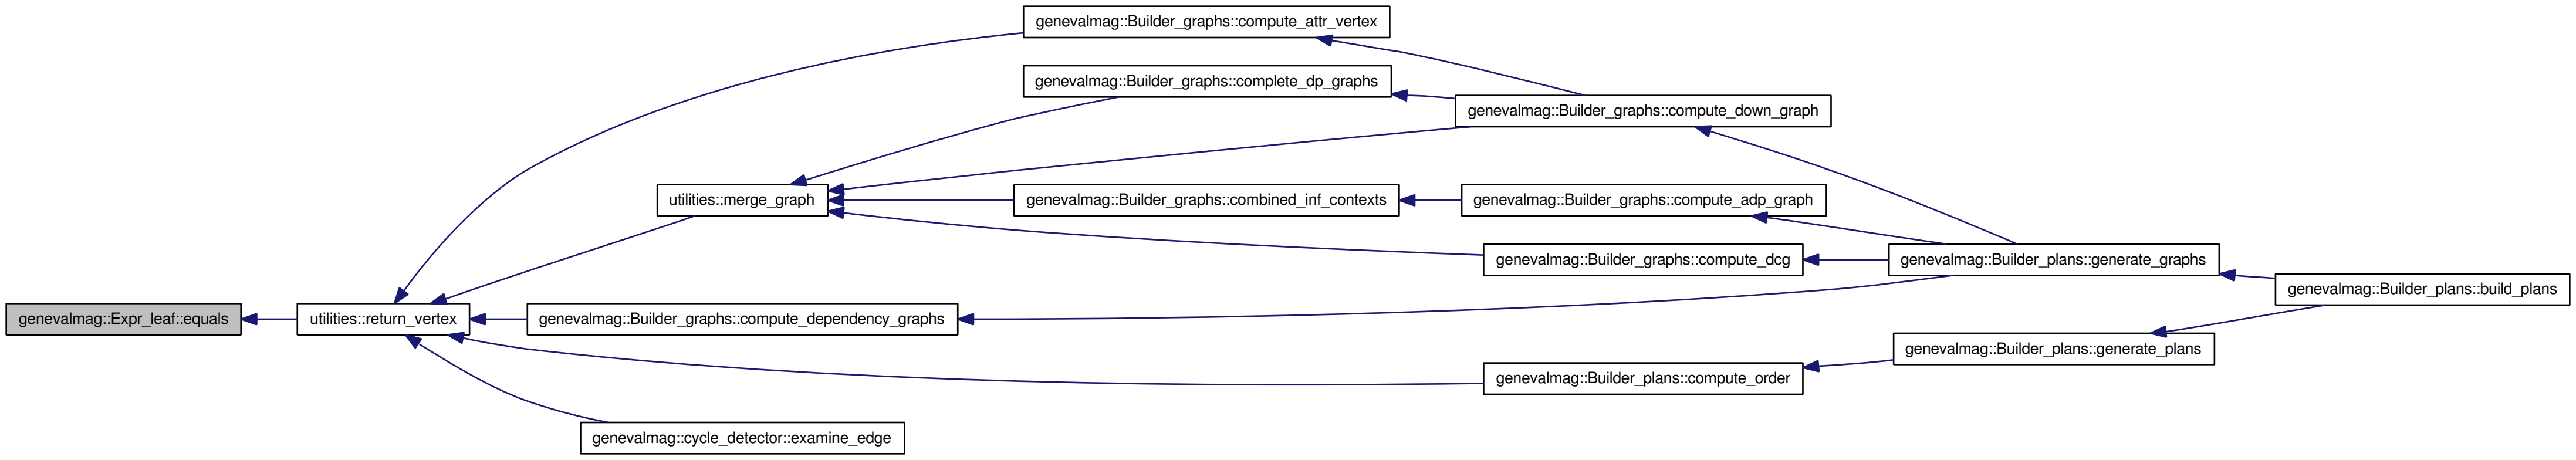 genevalmag::Builder_graphs::compute_attr_vertex
genevalmag::Builder_graphs::complete_dp_graphs
genevalmag::Builder_graphs::compute_down_graph
utilities::merge_graph
genevalmag::Builder_graphs::combined_inf_contexts
genevalmag::Builder_graphs::compute_adp_graph
genevalmag::Builder_graphs::compute_dcg
genevalmag::Builder_plans::generate_graphs
genevalmag::Builder_plans::build_plans
genevalmag::Expr_leaf::equals
utilities::return_vertex
genevalmag::Builder_graphs::compute_dependency_graphs
genevalmag::Builder_plans::generate_plans
genevalmag::Builder_plans::compute_order
genevalmag::cycle_detector::examine_edge